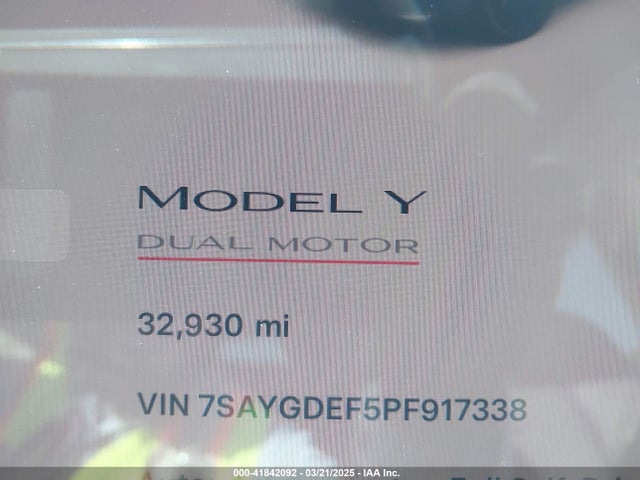 MODEL Y
DUAL MOTOR
32,930 mi
VIN 7SAYGDEF5PF917338
000-41842092 - 03/21/2025 - IAA Inc.